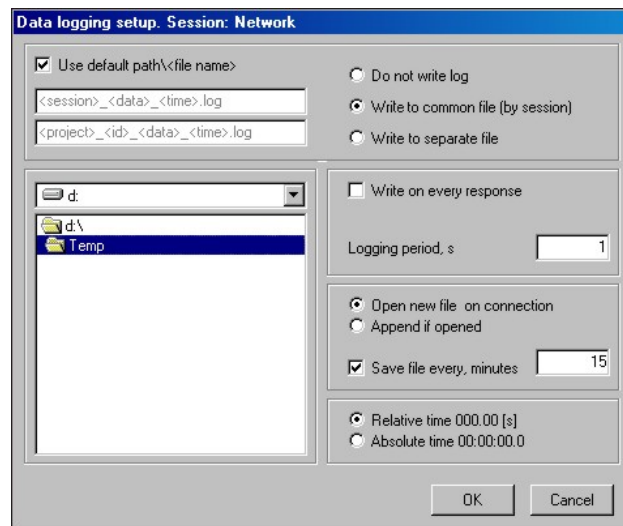 Data logging setup. Session: Network
Use default path\<file name>
<session>_<data>_<time>.log
<project>_<id>_<data>_<time>.log
Do not write log
Write to common file (by session)
Write to separate file
d:
d:\
Temp
Write on every response
Logging period, s 1
Open new file on connection
Append if opened
Save file every, minutes 15
Relative time 000.00 [s]
Absolute time 00:00:00.0
OK Cancel